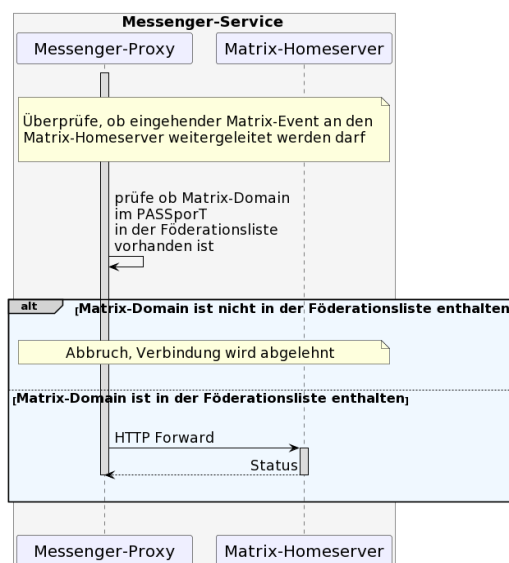 Messenger-Service
Messenger-Proxy
Matrix-Homeserver
Überprüfe, ob eingehender Matrix-Event an den
Matrix-Homeserver weitergeleitet werden darf
prüfe ob Matrix-Domain
im PASSporT
in der Föderationsliste
vorhanden ist
alt
[Matrix-Domain ist nicht in der Föderationsliste enthalten
Abbruch, Verbindung wird abgelehnt
[Matrix-Domain ist in der Föderationsliste enthalten]
HTTP Forward
Status
Messenger-Proxy
Matrix-Homeserver